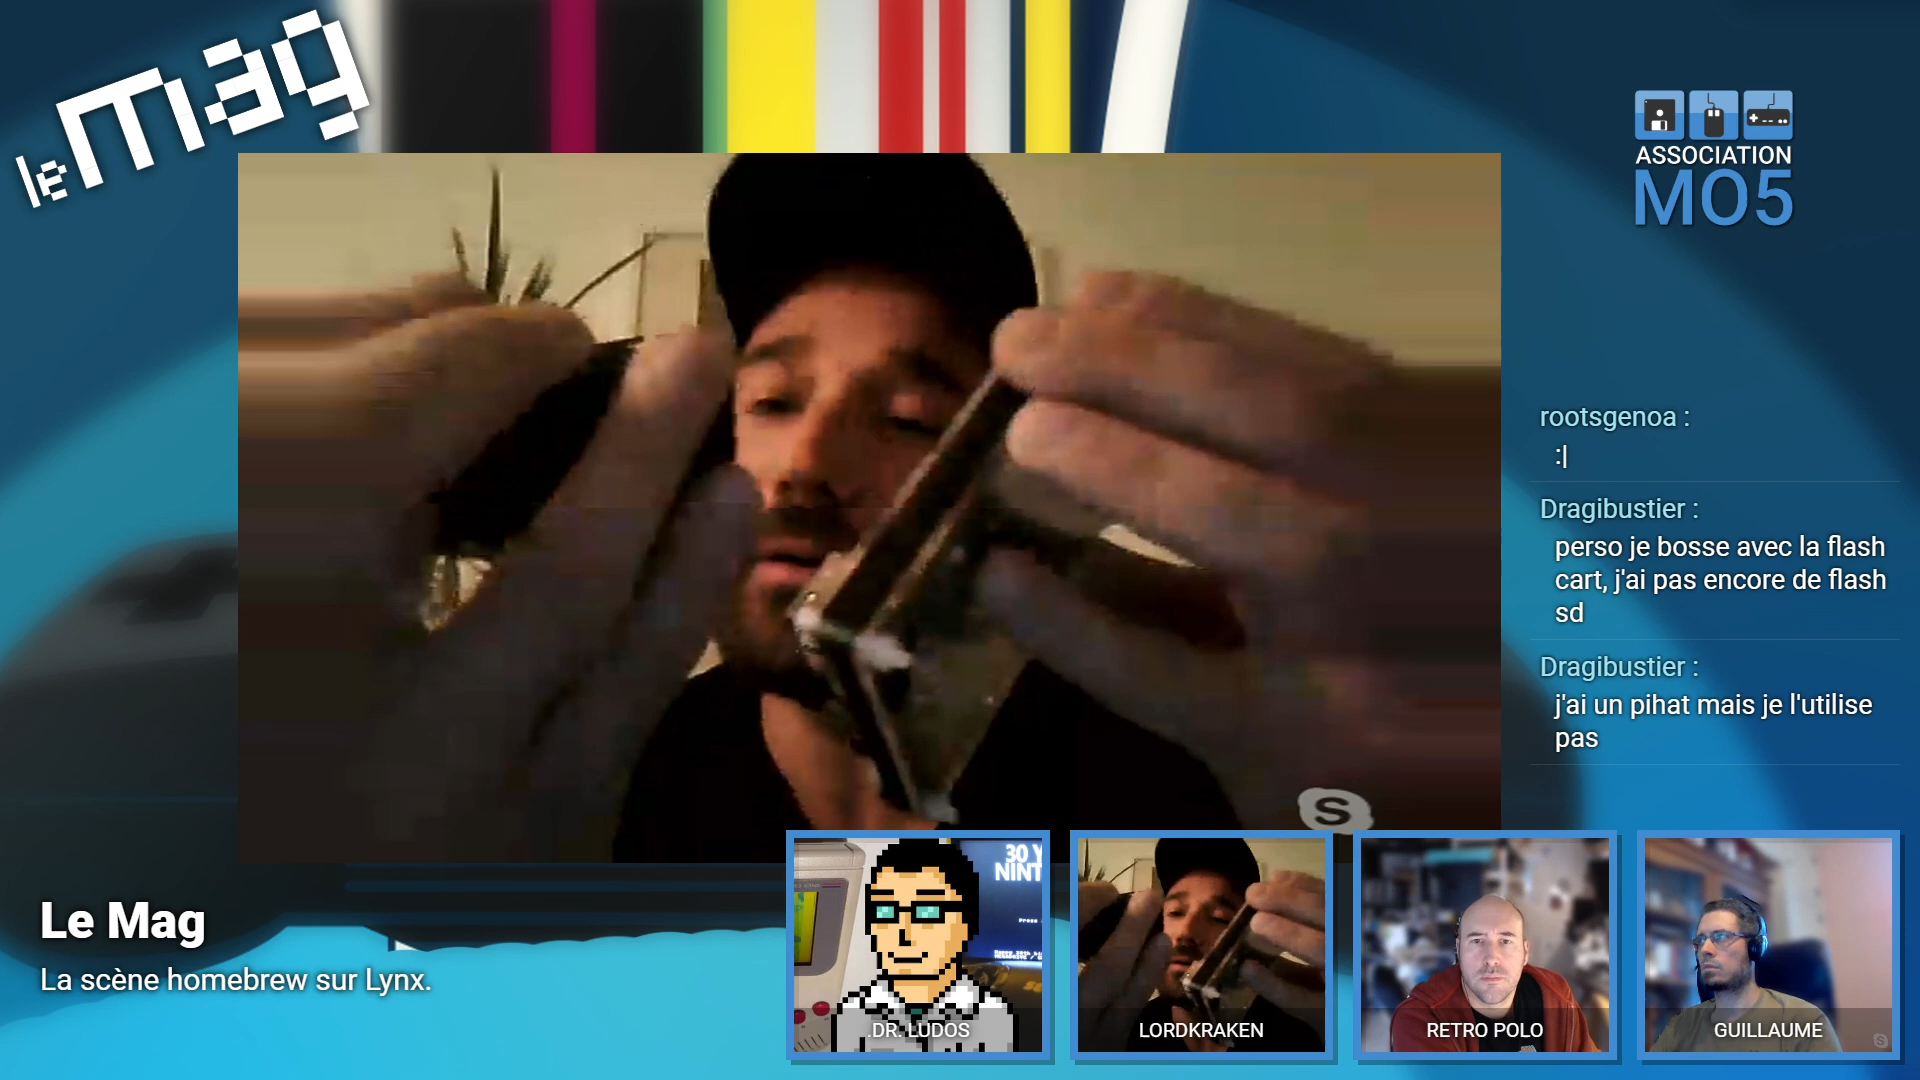 le mag
ASSOCIATION
MO5
rootsgenoa :
:|
Dragibustier :
perso je bosse avec la flash
cart, j'ai pas encore de flash
sd
Dragibustier :
j'ai un pihat mais je l'utilise
pas
S
30 Y
NINT
Le Mag
La scène homebrew sur Lynx.
DR. LUDOS
LORDKRAKEN
RETRO POLO
GUILLAUME